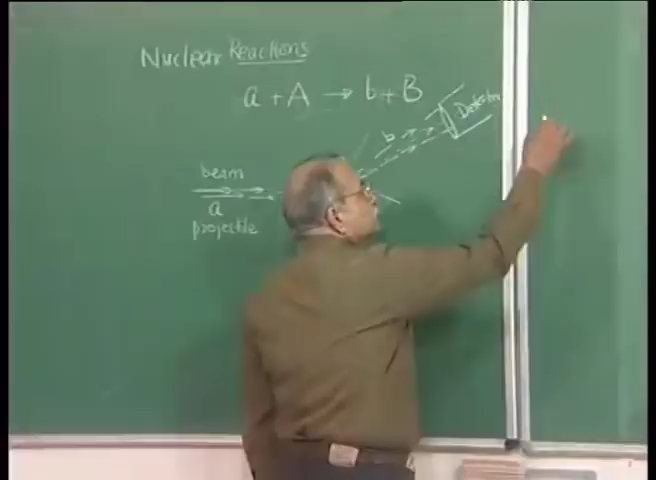 Nuclear Reactions
a + A → b + B
Detector
b
beam
a
projectile